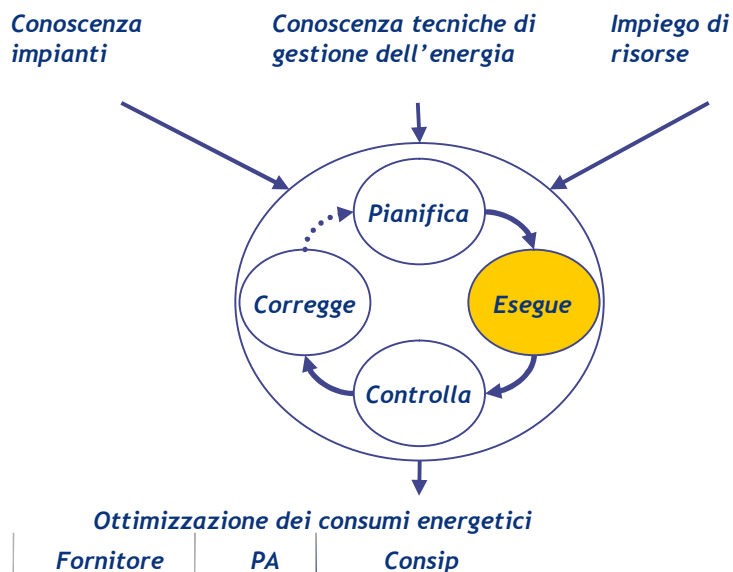 Conoscenza
impianti
Conoscenza tecniche di
gestione dell’energia
Impiego di
risorse
Pianifica
Corregge
Esegue
Controlla
Ottimizzazione dei consumi energetici
Fornitore PA Consip